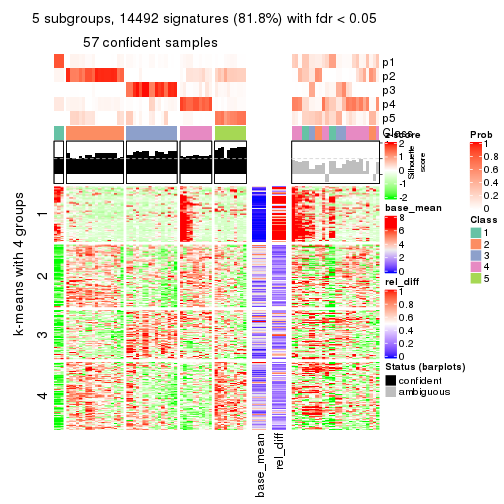 5 subgroups, 14492 signatures (81.8%) with fdr < 0.05
57 confident samples
p1
p2
p3
p4
p5
Class
k-means with 4 groups
1
2
3
4
base_mean
rel_diff
Silhouette
score
z-score
2
1
0
-1
-2
base_mean
8
6
4
2
0
rel_diff
1
0.8
0.6
0.4
0.2
0
Status (barplots)
confident
ambiguous
Prob
1
0.8
0.6
0.4
0.2
0
Class
1
2
3
4
5